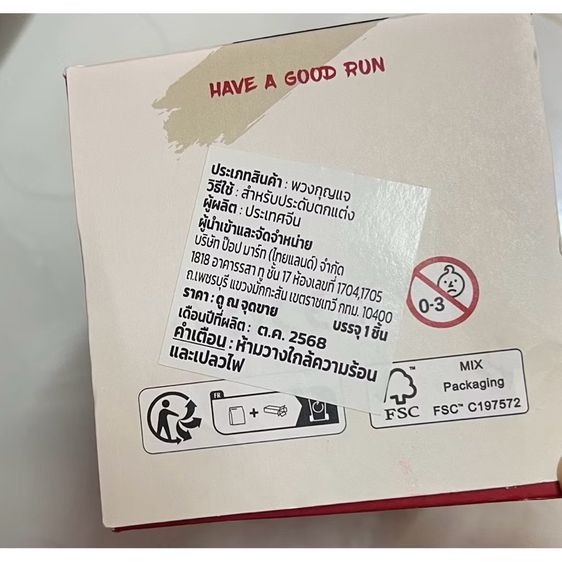 HAVE A GOOD RUN
ประเภทสินค้า : พวงกุญแจ
วิธีใช้ : สำหรับประดับตกแต่ง
ผู้ผลิต : ประเทศจีน
ผู้นำเข้าและจัดจำหน่าย
บริษัท ป๊อป มาร์ท (ไทยแลนด์) จำกัด
1818 อาคารรสา ทู ชั้น 17 ห้องเลขที่ 1704,1705
ถ.เพชรบุรี แขวงมักกะสัน เขตราชเทวี กทม. 10400
ราคา : ดู ณ จุดขาย บรรจุ 1 ชิ้น
เดือนปีที่ผลิต : ต.ค. 2568
คำเตือน : ห้ามวางใกล้ความร้อน
และเปลวไฟ
0-3
FR
+
FSC™
MIX
Packaging
FSC™ C197572